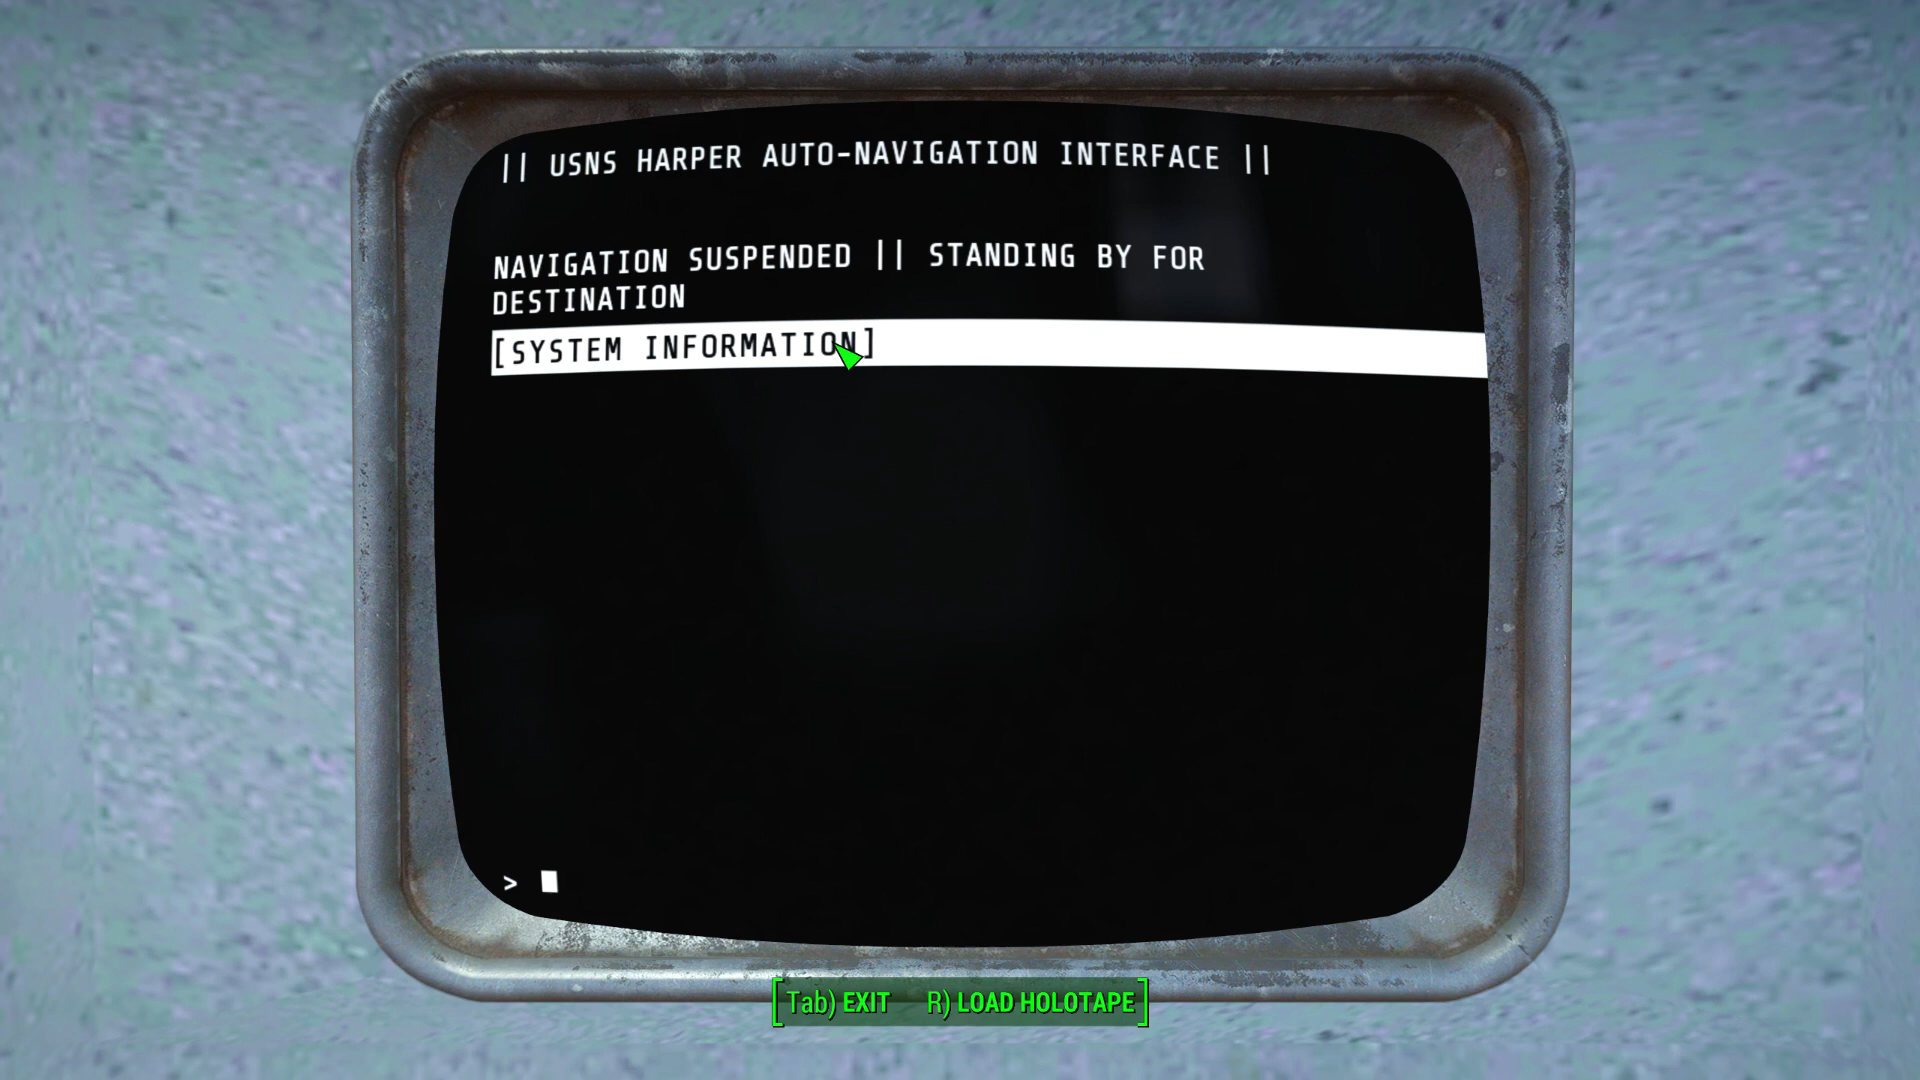 || USNS HARPER AUTO-NAVIGATION INTERFACE ||
NAVIGATION SUSPENDED || STANDING BY FOR
DESTINATION
[SYSTEM INFORMATION]
>
Tab) EXIT R) LOAD HOLOTAPE